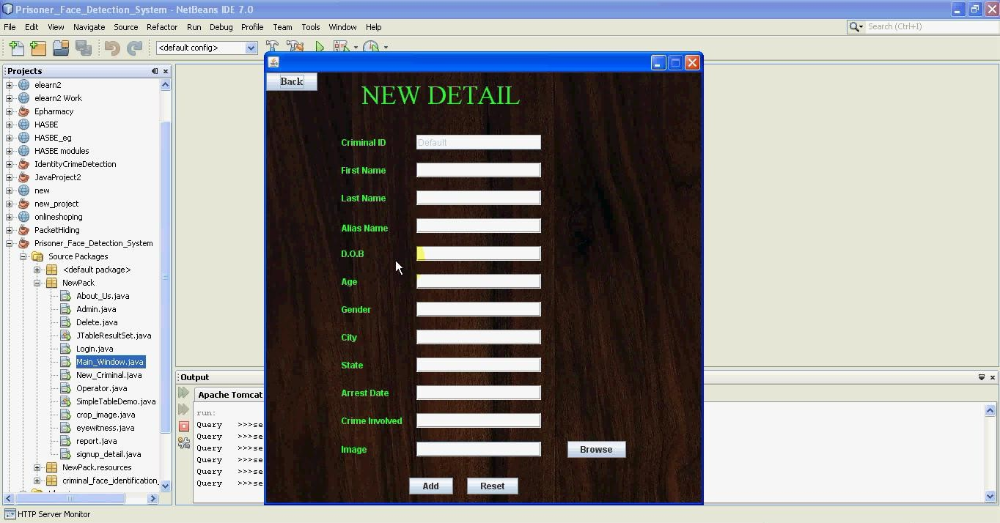 Prisoner_Face_Detection_System - NetBeans IDE 7.0
File Edit View Navigate Source Refactor Run Debug Profile Team Tools Window Help
Search (Ctrl+I)
<default config>
Projects
elearn2
elearn2 Work
Epharmacy
HASBE
HASBE_eg
HASBE modules
IdentityCrimeDetection
JavaProject2
new
new_project
onlineshoping
PacketHiding
Prisoner_Face_Detection_System
Source Packages
<default package>
NewPack
About_Us.java
Admin.java
Delete.java
JTableResultSet.java
Login.java
Main_Window.java
New_Criminal.java
Operator.java
SimpleTableDemo.java
crop_image.java
eyewitness.java
report.java
signup_detail.java
NewPack.resources
criminal_face_identification_
Back
NEW DETAIL
Criminal ID Default
First Name
Last Name
Alias Name
D.O.B
Age
Gender
City
State
Arrest Date
Crime Involved
Image Browse
Add Reset
Output
Apache Tomcat
run:
Query >>>se
Query >>>se
Query >>>se
Query >>>se
Query >>>se
Query >>>se
HTTP Server Monitor